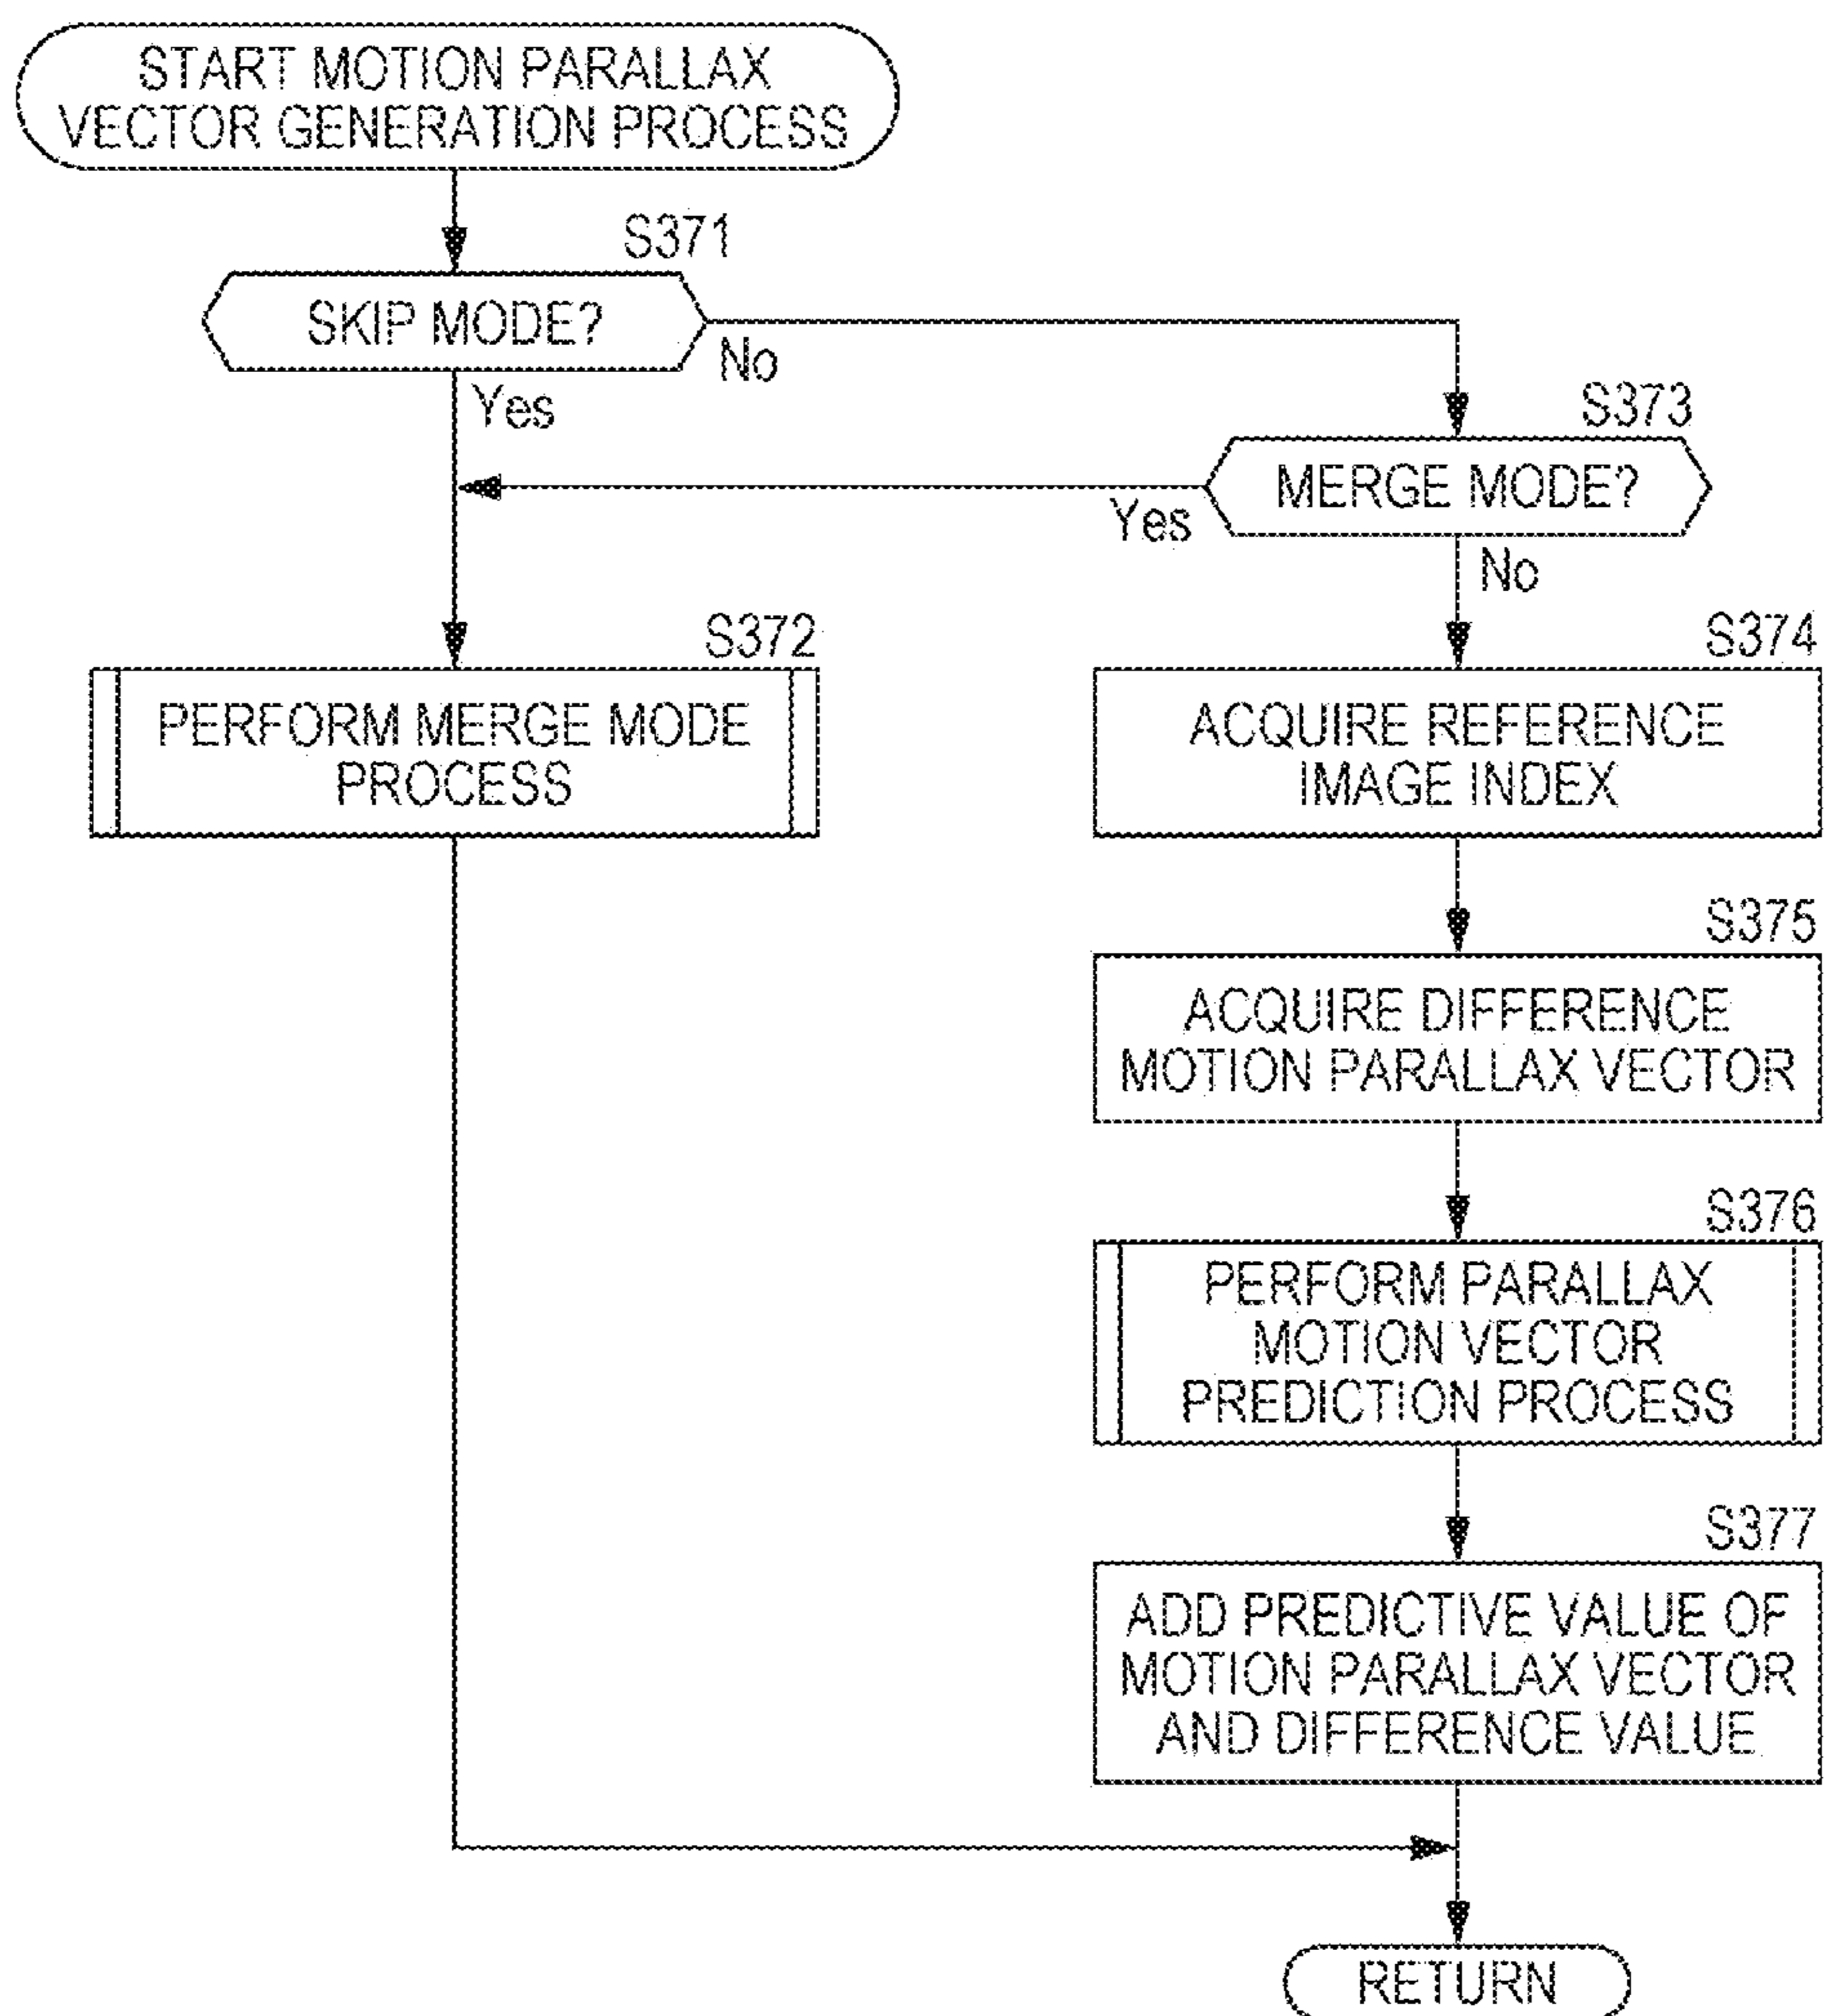 START MOTION PARALLAX
VECTOR GENERATION PROCESS
S371
SKIP MODE?
No
Yes
S373
MERGE MODE?
Yes
No
S372
PERFORM MERGE MODE
PROCESS
S374
ACQUIRE REFERENCE
IMAGE INDEX
S375
ACQUIRE DIFFERENCE
MOTION PARALLAX VECTOR
S376
PERFORM PARALLAX
MOTION VECTOR
PREDICTION PROCESS
S377
ADD PREDICTIVE VALUE OF
MOTION PARALLAX VECTOR
AND DIFFERENCE VALUE
RETURN